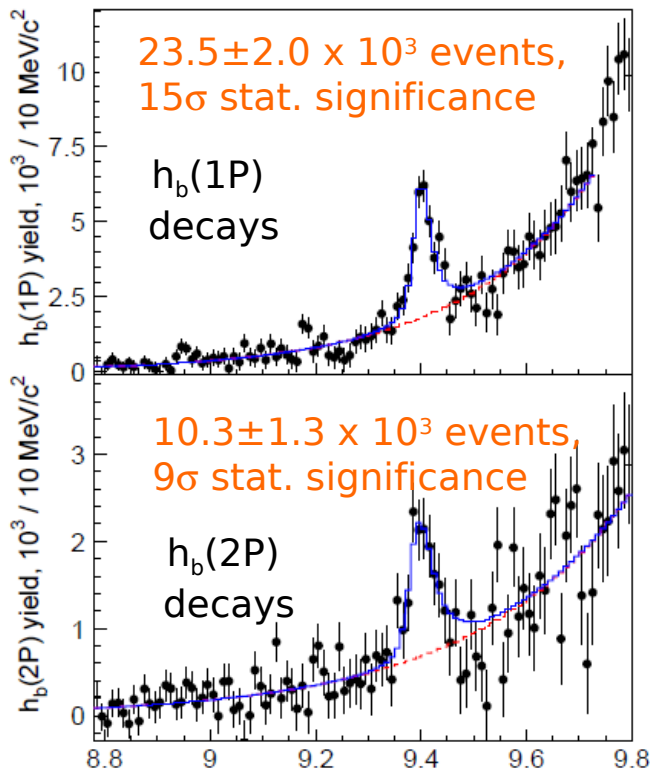 23.5±2.0 x 10³ events,
15σ stat. significance
h_b(1P)
decays
h_b(1P) yield, 10³ / 10 MeV/c²
10
7.5
5
2.5
0
10.3±1.3 x 10³ events,
9σ stat. significance
h_b(2P)
decays
h_b(2P) yield, 10³ / 10 MeV/c²
3
2
1
0
8.8 9 9.2 9.4 9.6 9.8